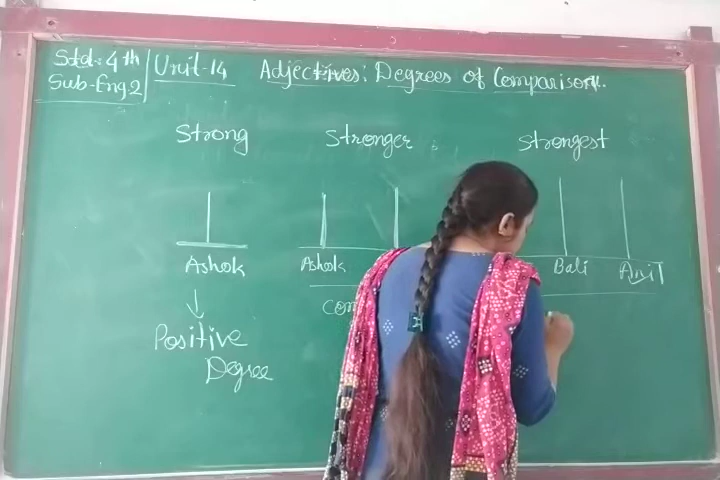 Std: 4th
Sub-Eng.2
Unit-14
Adjectives: Degrees of Comparison.
Strong Stronger Strongest
Ashok Ashok Bali Anil
Positive
Degree